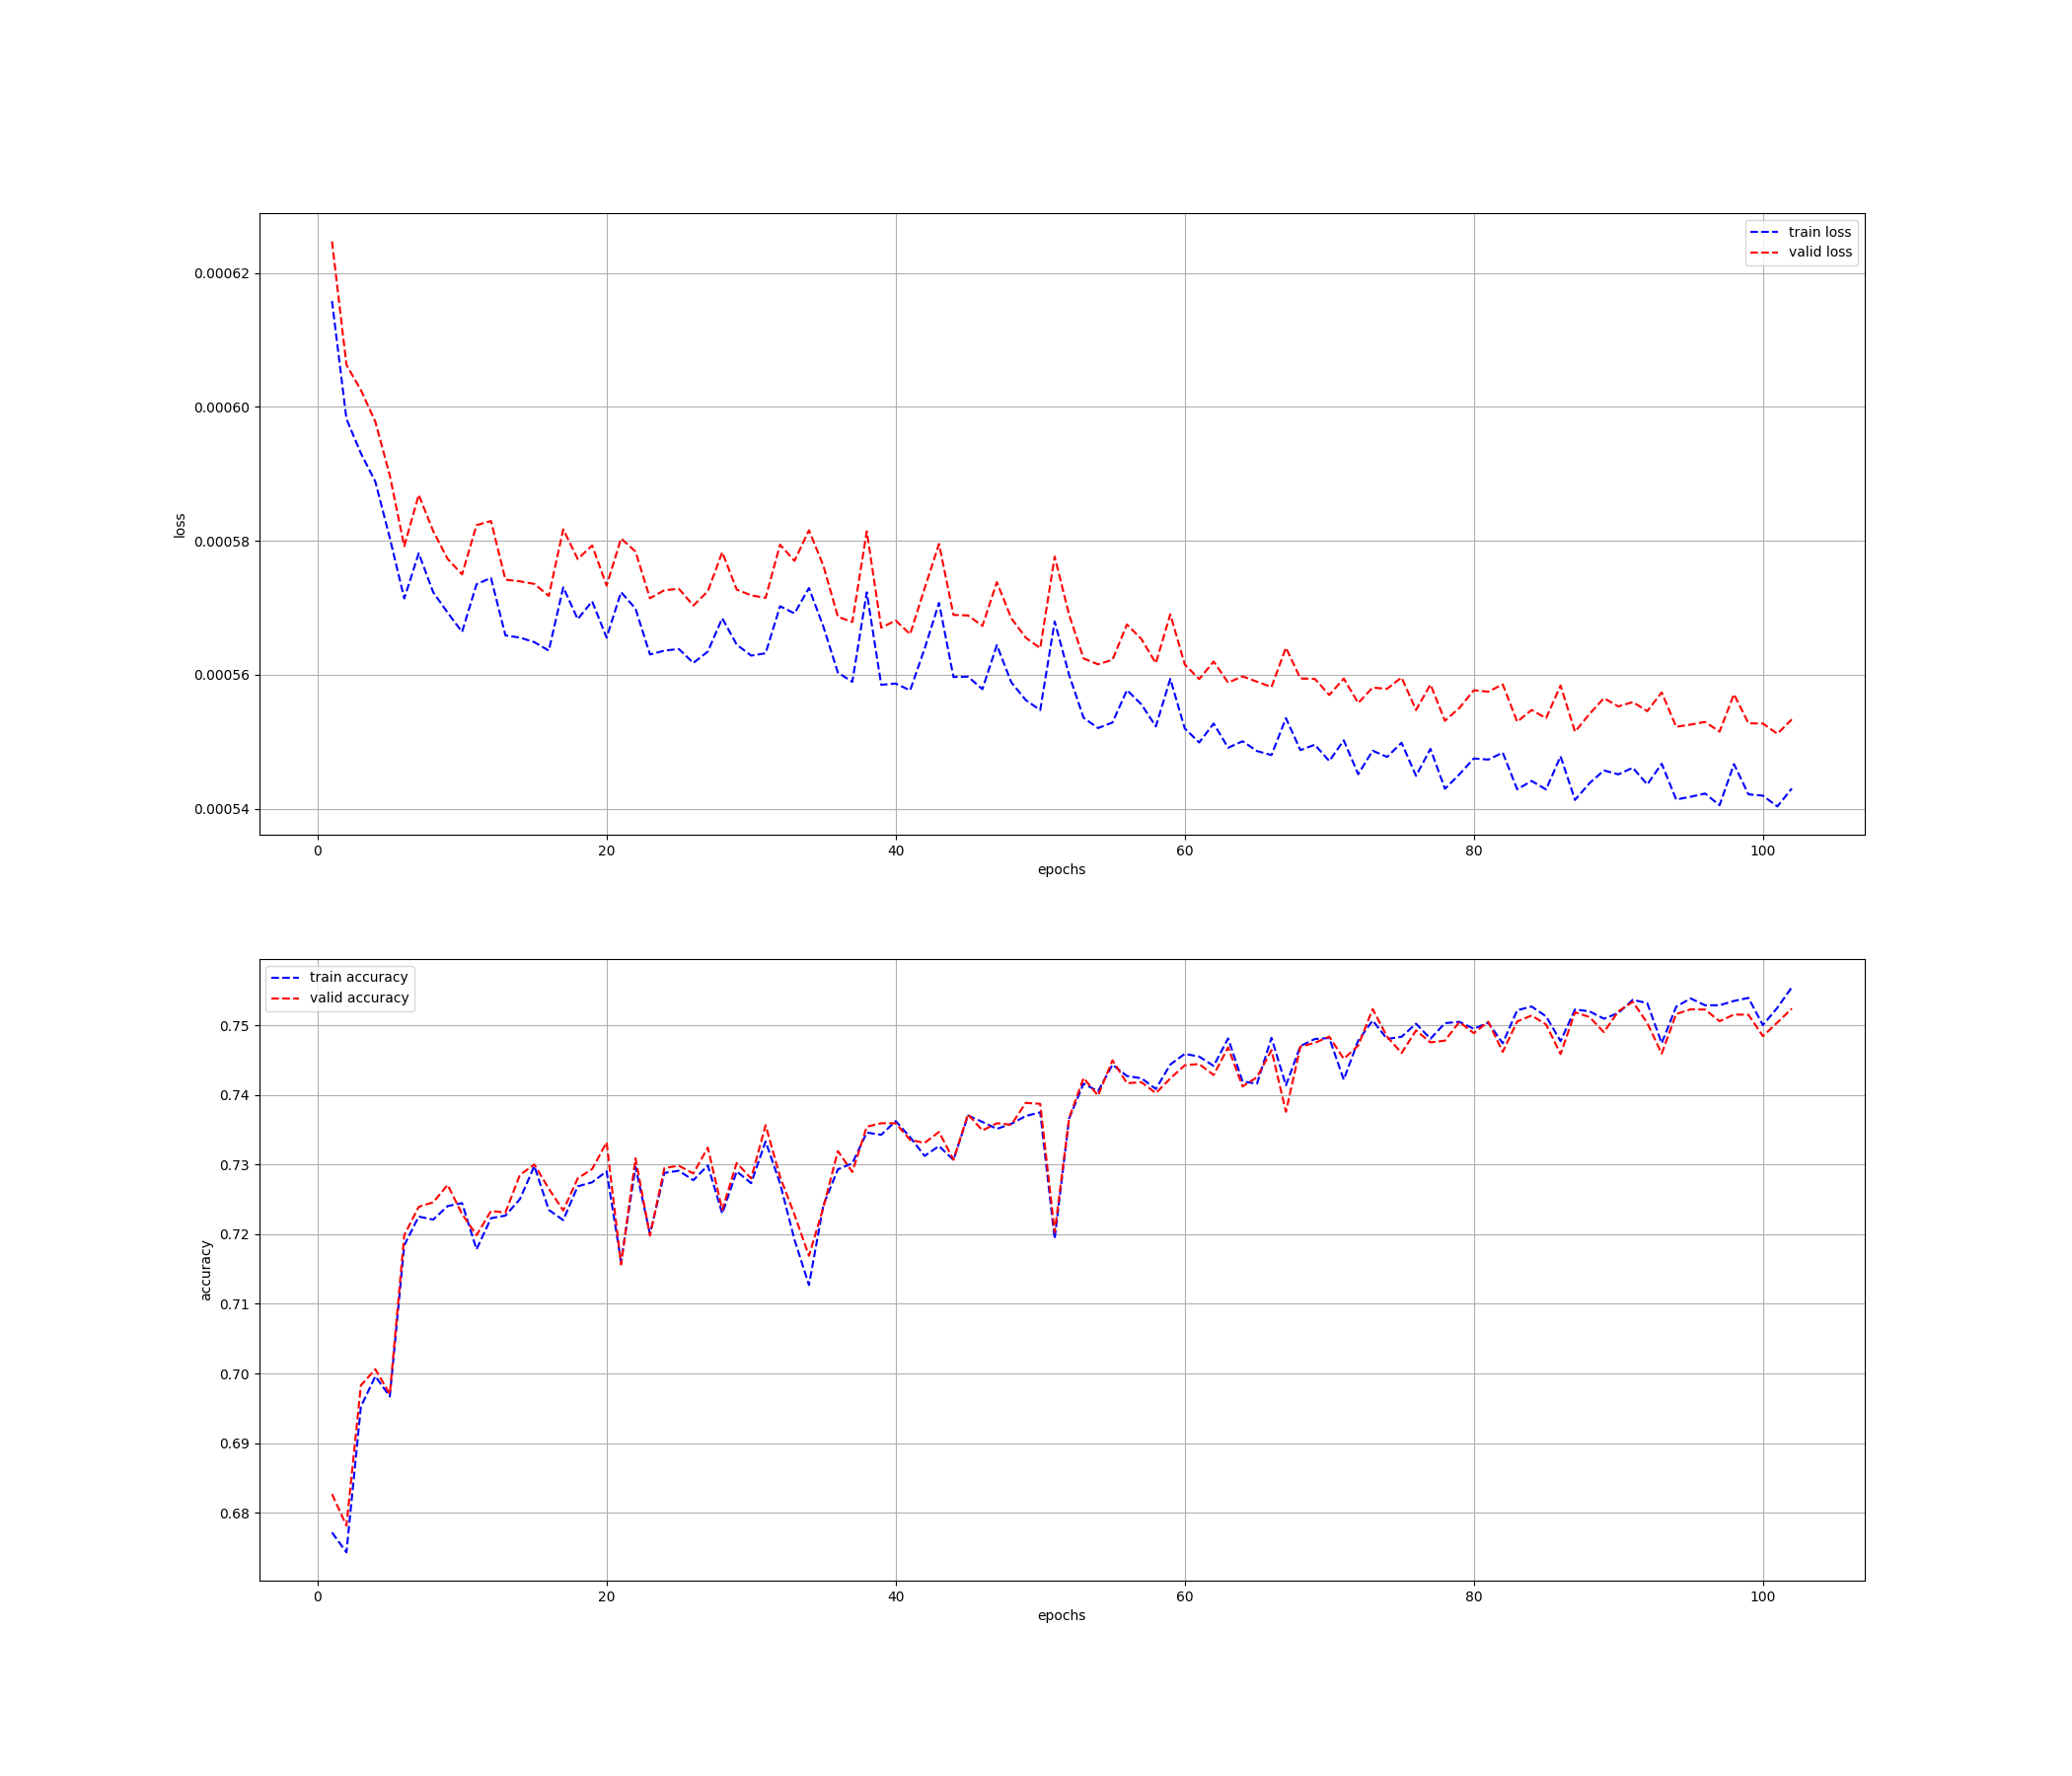 train loss
valid loss
0.00062
0.00060
0.00058
0.00056
0.00054
loss
0 20 40 60 80 100
epochs
train accuracy
valid accuracy
0.75
0.74
0.73
0.72
0.71
0.70
0.69
0.68
accuracy
0 20 40 60 80 100
epochs